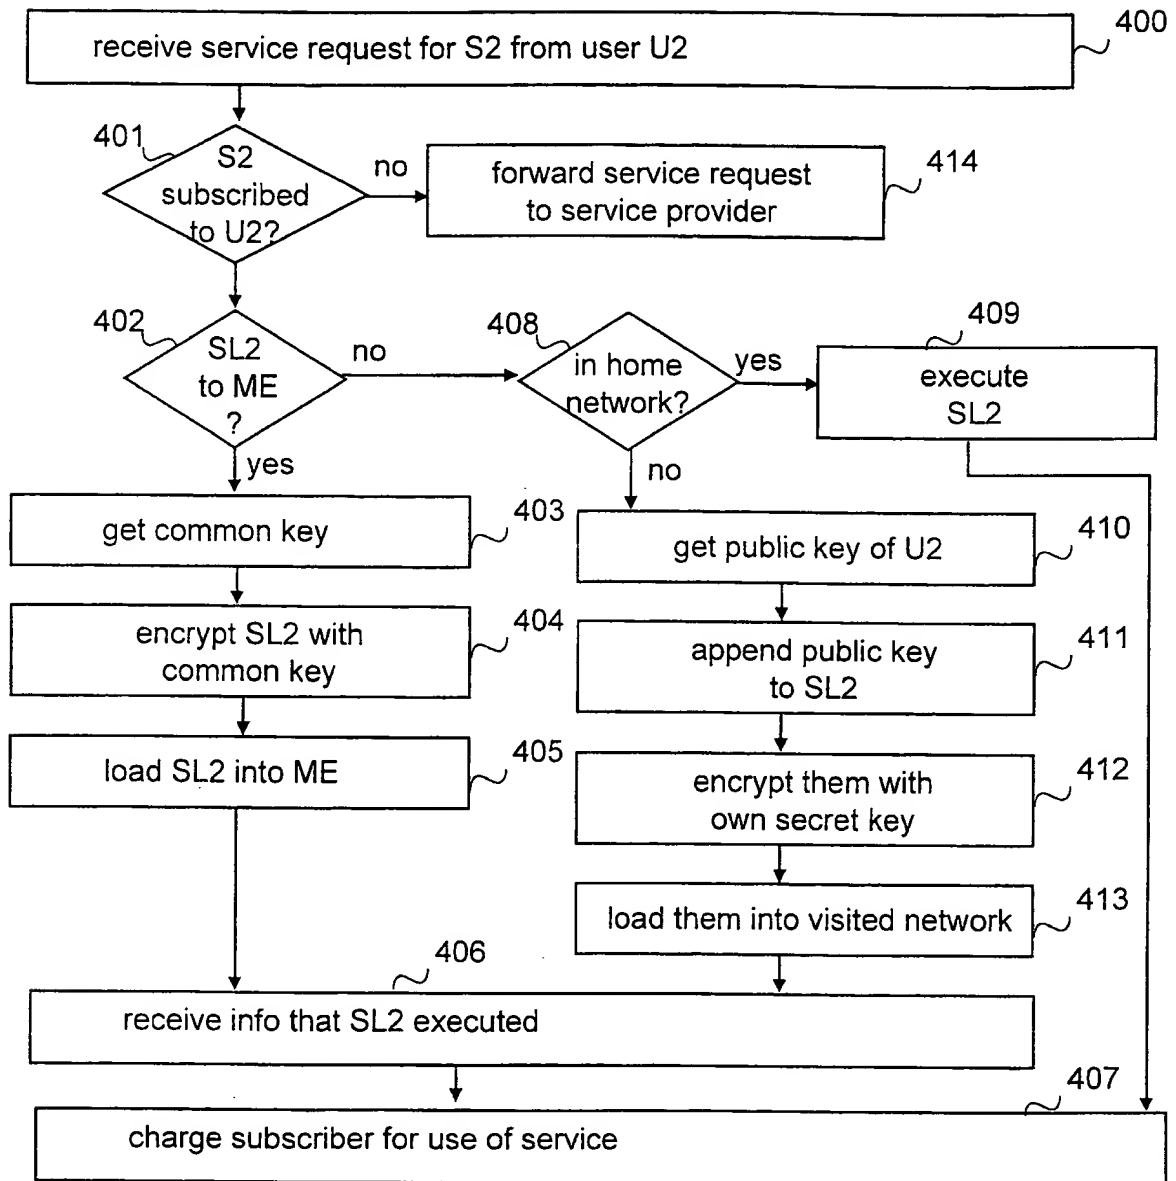 receive service request for S2 from user U2
400
401
S2
subscribed
to U2?
no
forward service request
to service provider
414
402
SL2
to ME
?
no
408
in home
network?
yes
409
execute
SL2
yes
no
get common key
403
get public key of U2
410
encrypt SL2 with
common key
404
append public key
to SL2
411
load SL2 into ME
405
encrypt them with
own secret key
412
load them into visited network
413
406
receive info that SL2 executed
407
charge subscriber for use of service